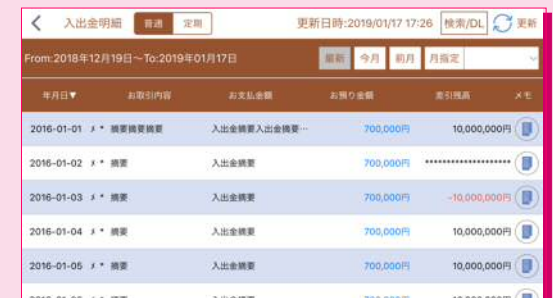 入出金明細 普通 定期 更新日時:2019/01/17 17:26 検索/DL 更新
From:2018年12月19日～To:2019年01月17日 最新 今月 前月 月指定
年月日▼ お取引内容 お支払金額 お預り金額 差引残高 メモ
2016-01-01 〆 * 摘要摘要摘要 入出金摘要入出金摘要… 700,000円 10,000,000円
2016-01-02 〆 * 摘要 入出金摘要 700,000円 *******************
2016-01-03 〆 * 摘要 入出金摘要 700,000円 -10,000,000円
2016-01-04 〆 * 摘要 入出金摘要 700,000円 10,000,000円
2016-01-05 〆 * 摘要 入出金摘要 700,000円 10,000,000円